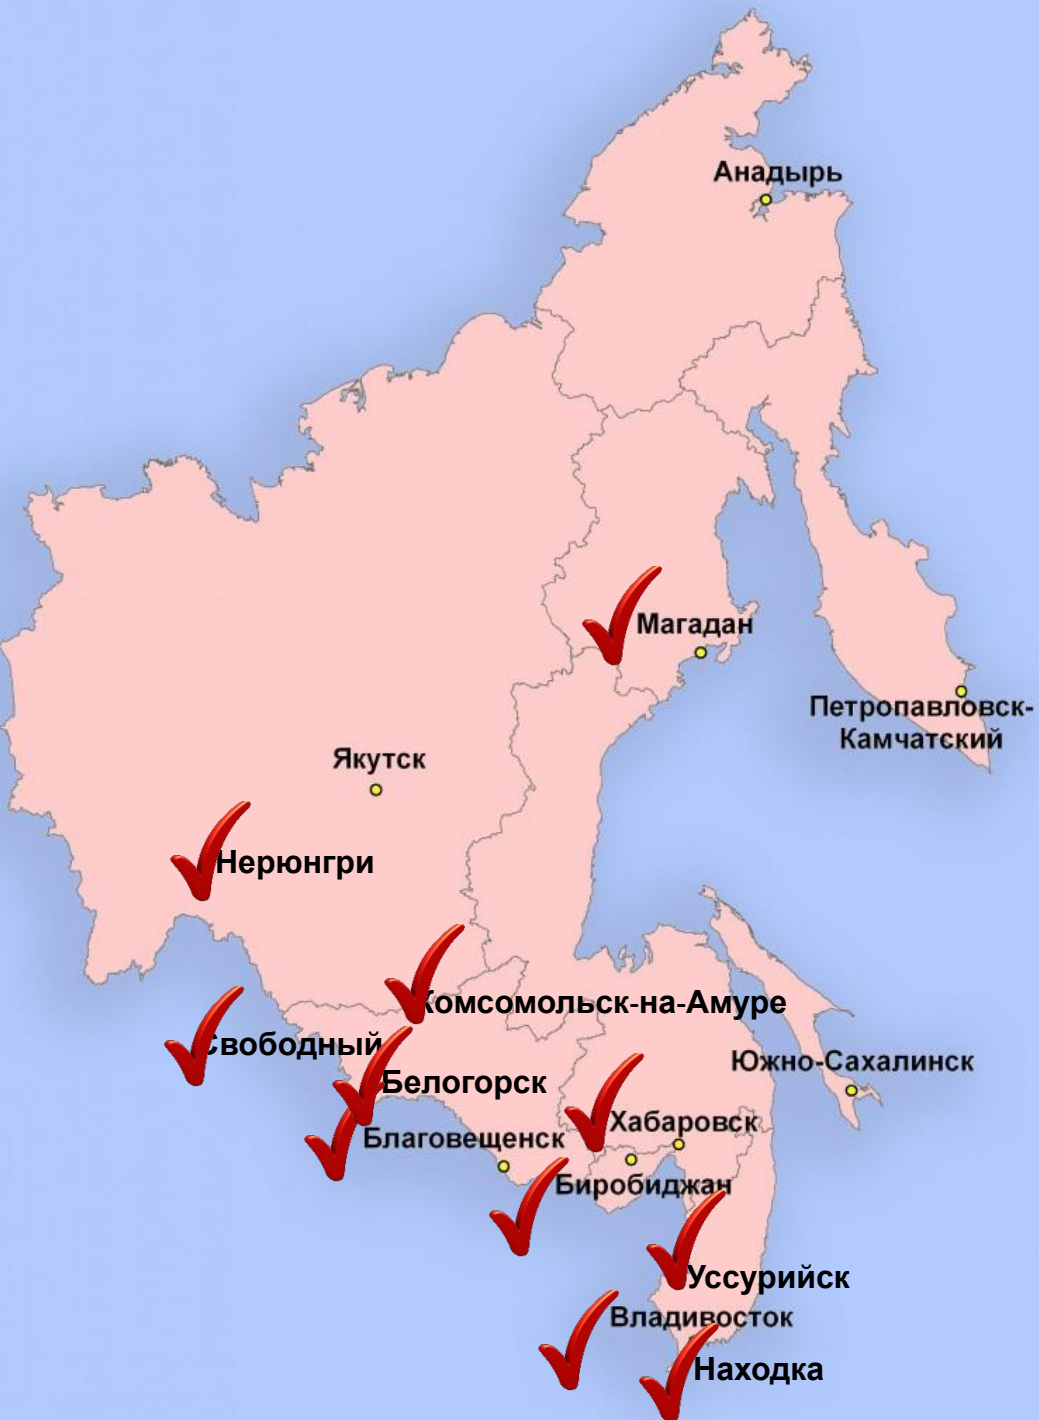 Анадырь
Магадан
Петропавловск-
Камчатский
Якутск
Нерюнгри
Комсомольск-на-Амуре
Свободный
Южно-Сахалинск
Белогорск
Хабаровск
Благовещенск
Биробиджан
Уссурийск
Владивосток
Находка